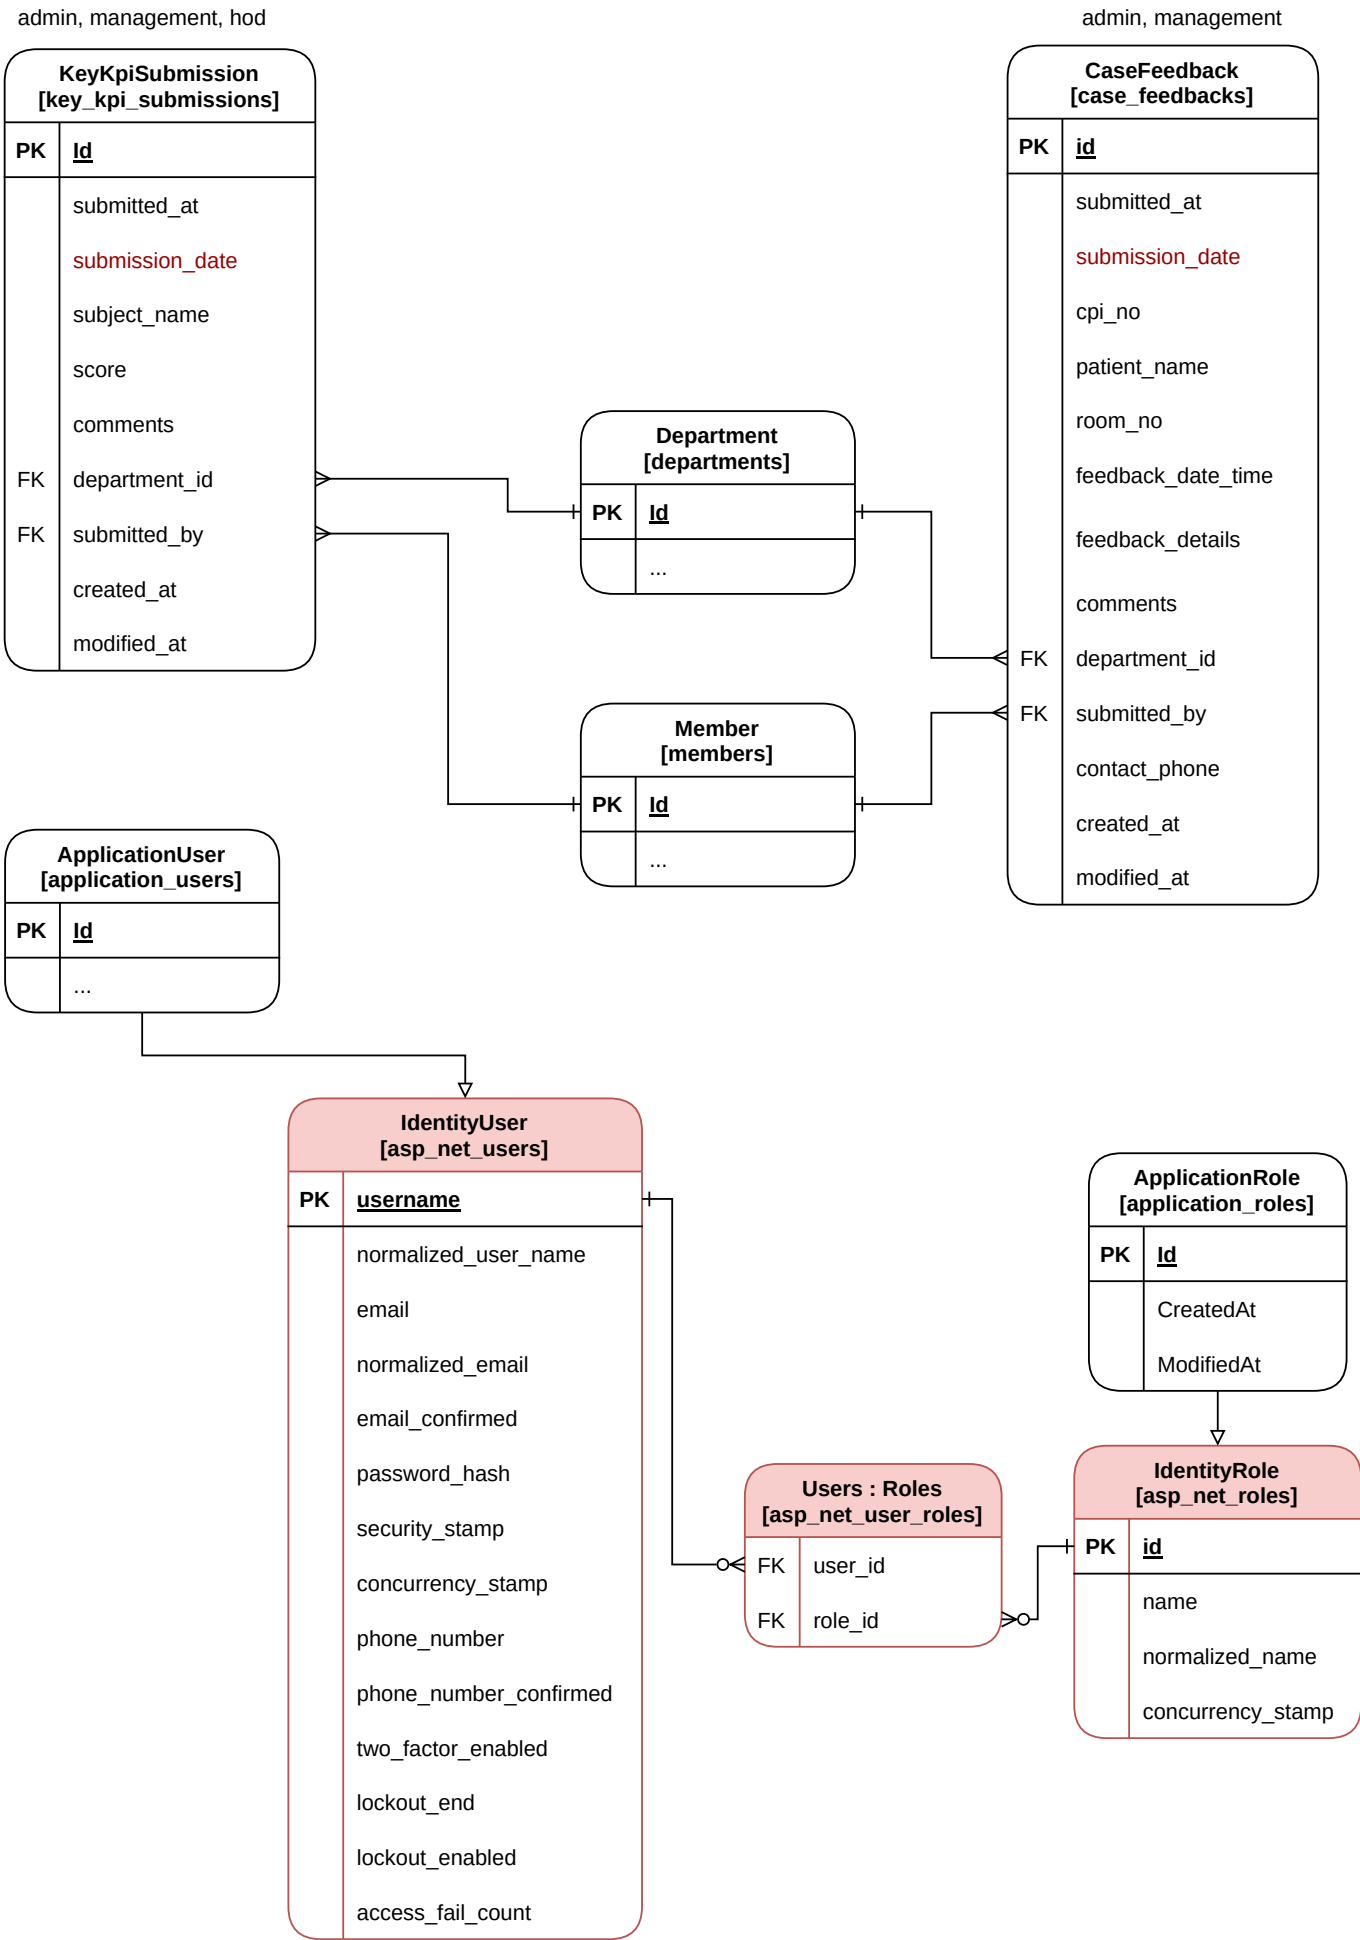 admin, management, hod
KeyKpiSubmission
[key_kpi_submissions]
PK Id
submitted_at
submission_date
subject_name
score
comments
FK department_id
FK submitted_by
created_at
modified_at
admin, management
CaseFeedback
[case_feedbacks]
PK id
submitted_at
submission_date
cpi_no
patient_name
room_no
feedback_date_time
feedback_details
comments
FK department_id
FK submitted_by
contact_phone
created_at
modified_at
Department
[departments]
PK Id
...
Member
[members]
PK Id
...
ApplicationUser
[application_users]
PK Id
...
IdentityUser
[asp_net_users]
PK username
normalized_user_name
email
normalized_email
email_confirmed
password_hash
security_stamp
concurrency_stamp
phone_number
phone_number_confirmed
two_factor_enabled
lockout_end
lockout_enabled
access_fail_count
Users : Roles
[asp_net_user_roles]
FK user_id
FK role_id
ApplicationRole
[application_roles]
PK Id
CreatedAt
ModifiedAt
IdentityRole
[asp_net_roles]
PK id
name
normalized_name
concurrency_stamp